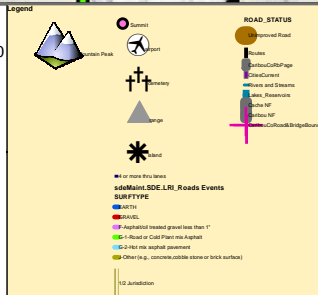 Legend
Mountain Peak
Summit
airport
cemetery
range
island
4 or more thru lanes
sdeMaint.SDE.LRI_Roads Events
SURFTYPE
EARTH
GRAVEL
F-Asphalt/oil treated gravel less than 1"
G-1-Road or Cold Plant mix Asphalt
G-2-Hot mix asphalt pavement
J-Other (e.g., concrete,cobble stone or brick surface)
1/2 Jurisdiction
ROAD_STATUS
Unimproved Road
Routes
CaribouCoRbPage
CitiesCurrent
Rivers and Streams
Lakes_Reservoirs
Cache NF
Caribou NF
CaribouCoRoad&BridgeBound